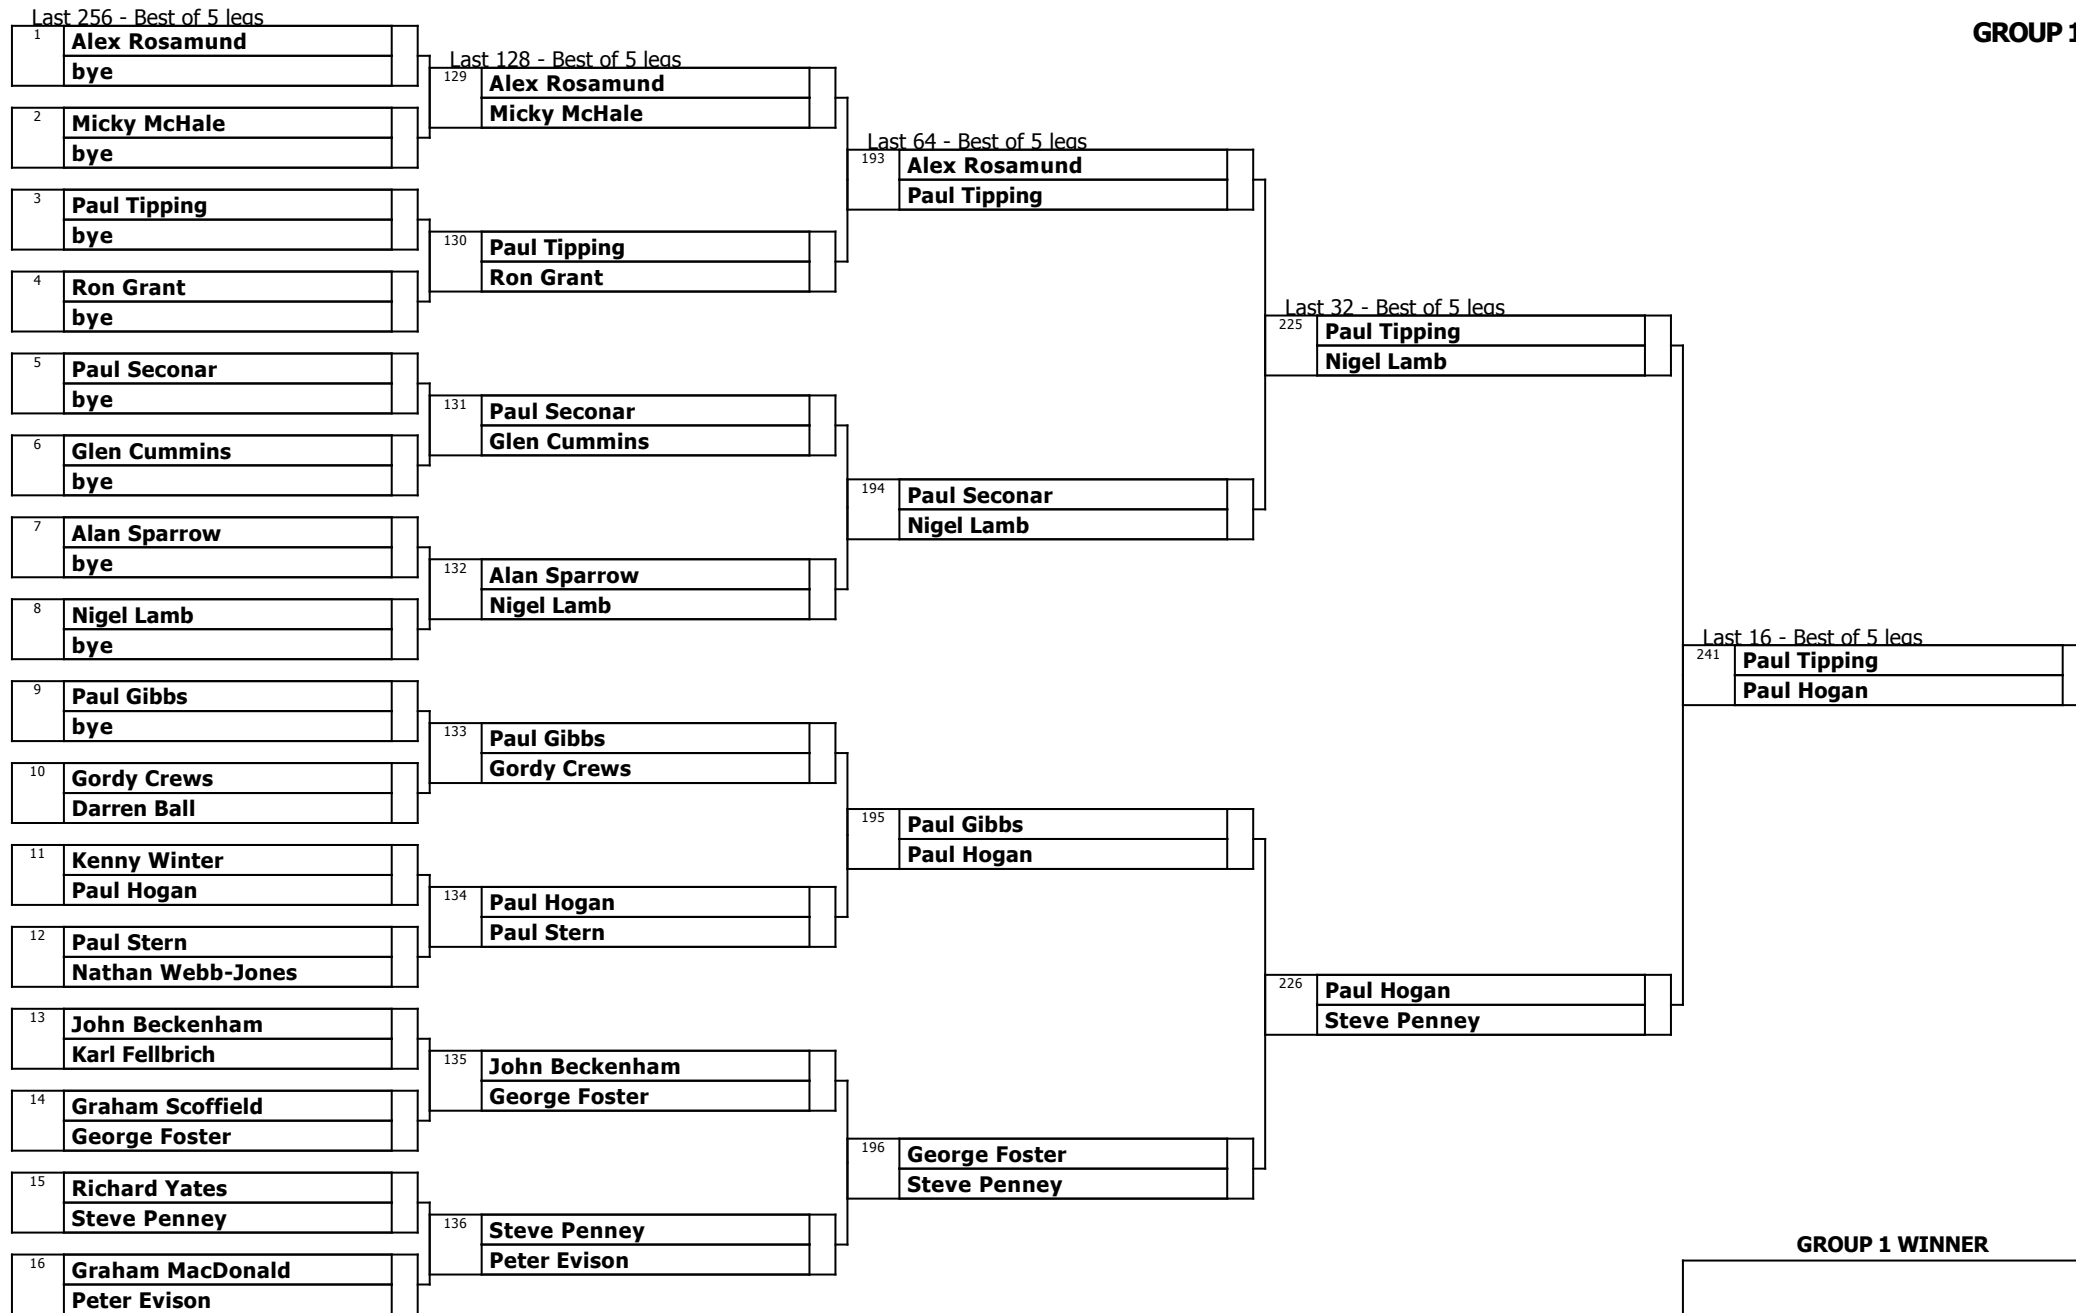 Last 256 - Best of 5 legs
GROUP 1
1
Alex Rosamund
bye
2
Micky McHale
bye
3
Paul Tipping
bye
4
Ron Grant
bye
5
Paul Seconar
bye
6
Glen Cummins
bye
7
Alan Sparrow
bye
8
Nigel Lamb
bye
9
Paul Gibbs
bye
10
Gordy Crews
Darren Ball
11
Kenny Winter
Paul Hogan
12
Paul Stern
Nathan Webb-Jones
13
John Beckenham
Karl Fellbrich
14
Graham Scoffield
George Foster
15
Richard Yates
Steve Penney
16
Graham MacDonald
Peter Evison
Last 128 - Best of 5 legs
129
Alex Rosamund
Micky McHale
130
Paul Tipping
Ron Grant
131
Paul Seconar
Glen Cummins
132
Alan Sparrow
Nigel Lamb
133
Paul Gibbs
Gordy Crews
134
Paul Hogan
Paul Stern
135
John Beckenham
George Foster
136
Steve Penney
Peter Evison
Last 64 - Best of 5 legs
193
Alex Rosamund
Paul Tipping
194
Paul Seconar
Nigel Lamb
195
Paul Gibbs
Paul Hogan
196
George Foster
Steve Penney
Last 32 - Best of 5 legs
225
Paul Tipping
Nigel Lamb
226
Paul Hogan
Steve Penney
Last 16 - Best of 5 legs
241
Paul Tipping
Paul Hogan
GROUP 1 WINNER